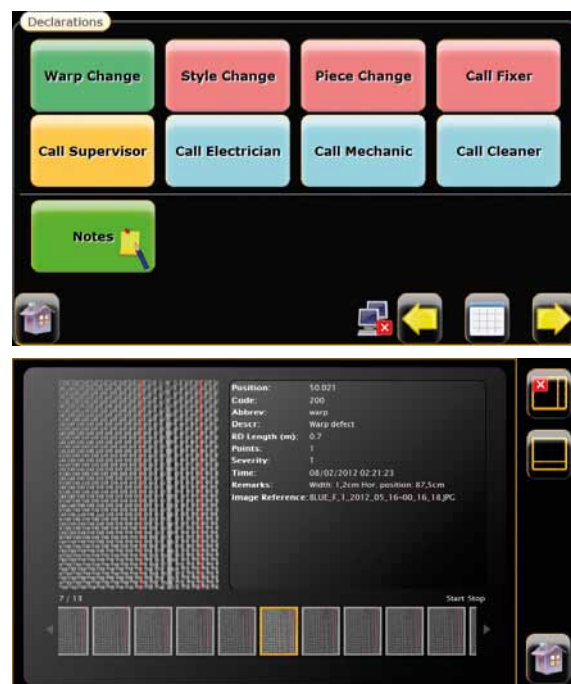 Declarations
Warp Change
Style Change
Piece Change
Call Fixer
Call Supervisor
Call Electrician
Call Mechanic
Call Cleaner
Notes
Position: 50.021
Code: 200
Abbrev: warp
Descr: Warp defect
RD Length (m): 0.7
Points: 1
Severity: 1
Time: 08/02/2012 02:21:23
Remarks: Width: 1,2cm Hor. position: 87,5cm
Image Reference: BLUE_F_1_2012_05_16-00_16_18.JPG
7 / 13
Start Stop